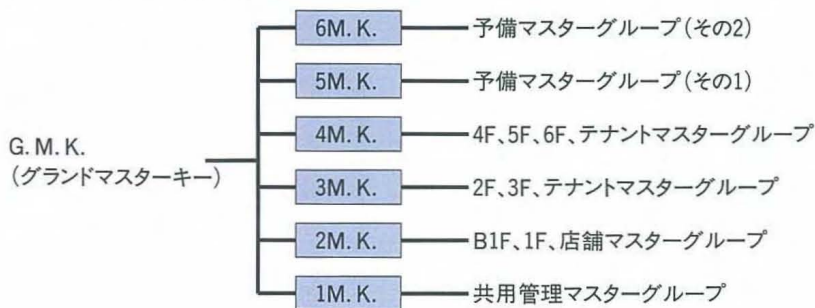 6M.K.
予備マスターグループ(その2)
5M.K.
予備マスターグループ(その1)
4M.K.
4F、5F、6F、テナントマスターグループ
G.M.K.
(グランドマスターキー)
3M.K.
2F、3F、テナントマスターグループ
2M.K.
B1F、1F、店舗マスターグループ
1M.K.
共用管理マスターグループ